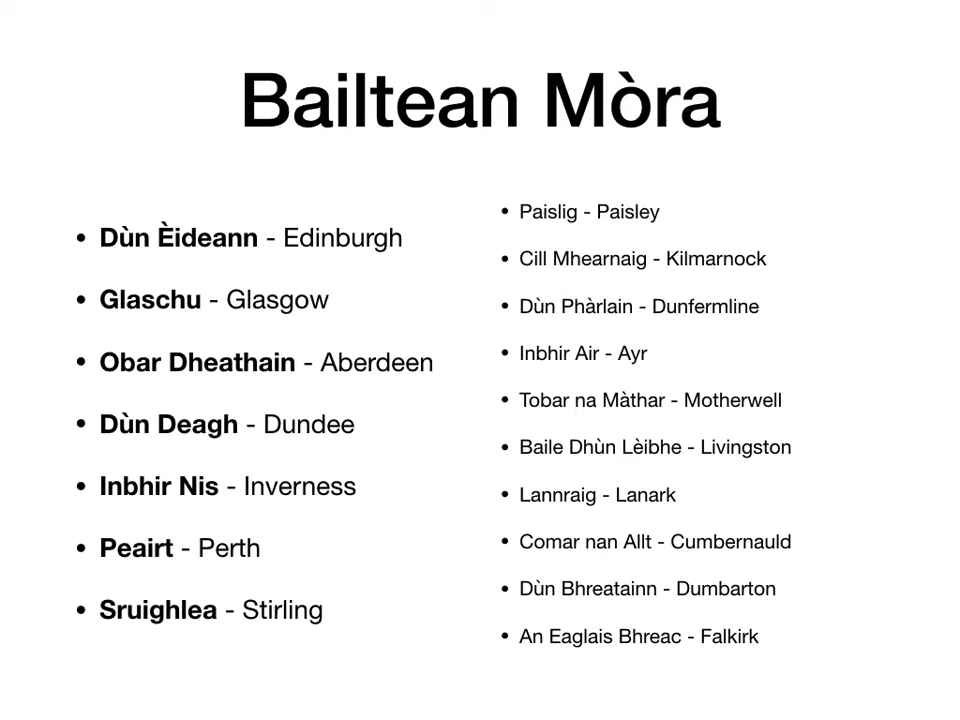 Bailtean Mòra
• Dùn Èideann - Edinburgh
• Glaschu - Glasgow
• Obar Dheathain - Aberdeen
• Dùn Deagh - Dundee
• Inbhir Nis - Inverness
• Peairt - Perth
• Sruighlea - Stirling
• Paislig - Paisley
• Cill Mhearnaig - Kilmarnock
• Dùn Phàrlain - Dunfermline
• Inbhir Air - Ayr
• Tobar na Màthar - Motherwell
• Baile Dhùn Lèibhe - Livingston
• Lannraig - Lanark
• Comar nan Allt - Cumbernauld
• Dùn Bhreatainn - Dumbarton
• An Eaglais Bhreac - Falkirk